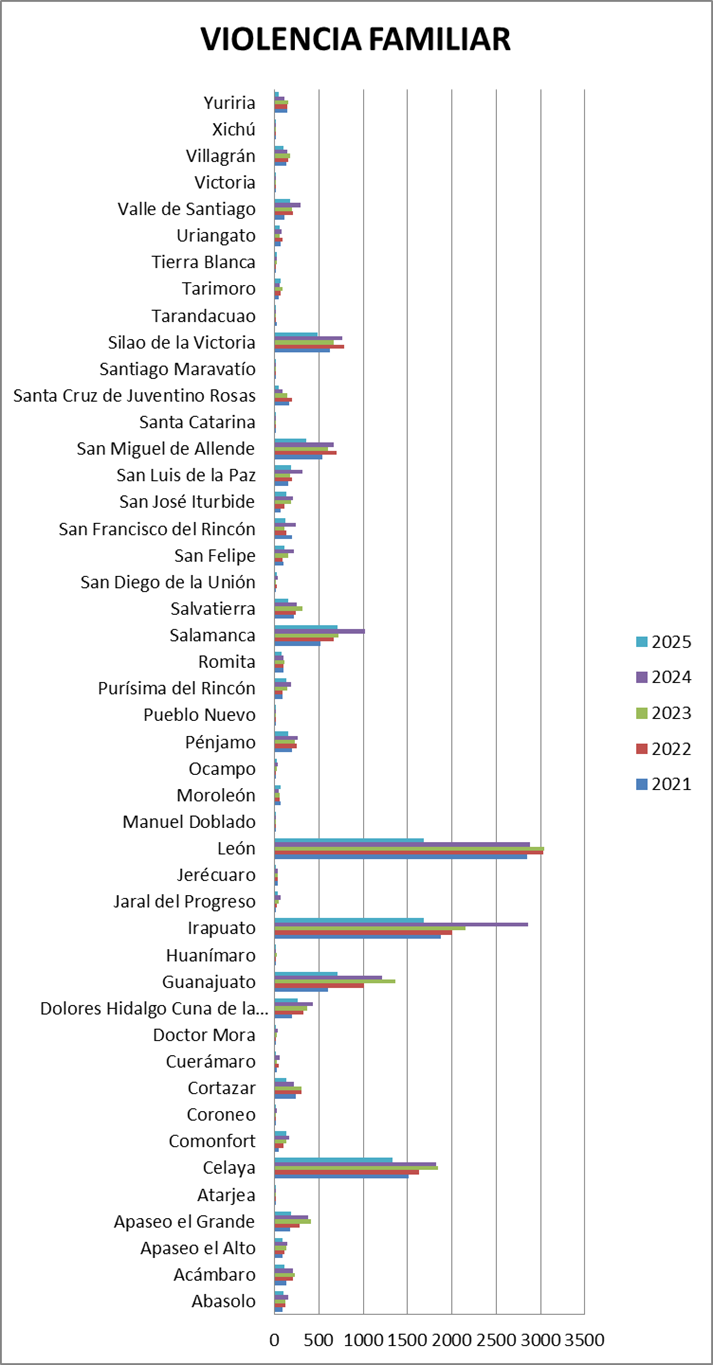 VIOLENCIA FAMILIAR
Yuriria
Xichú
Villagrán
Victoria
Valle de Santiago
Uriangato
Tierra Blanca
Tarimoro
Tarandacuao
Silao de la Victoria
Santiago Maravatío
Santa Cruz de Juventino Rosas
Santa Catarina
San Miguel de Allende
San Luis de la Paz
San José Iturbide
San Francisco del Rincón
San Felipe
San Diego de la Unión
Salvatierra
Salamanca
Romita
Purísima del Rincón
Pueblo Nuevo
Pénjamo
Ocampo
Moroleón
Manuel Doblado
León
Jerécuaro
Jaral del Progreso
Irapuato
Huanímaro
Guanajuato
Dolores Hidalgo Cuna de la...
Doctor Mora
Cuerámaro
Cortazar
Coroneo
Comonfort
Celaya
Atarjea
Apaseo el Grande
Apaseo el Alto
Acámbaro
Abasolo
0 500 1000 1500 2000 2500 3000 3500
2025
2024
2023
2022
2021